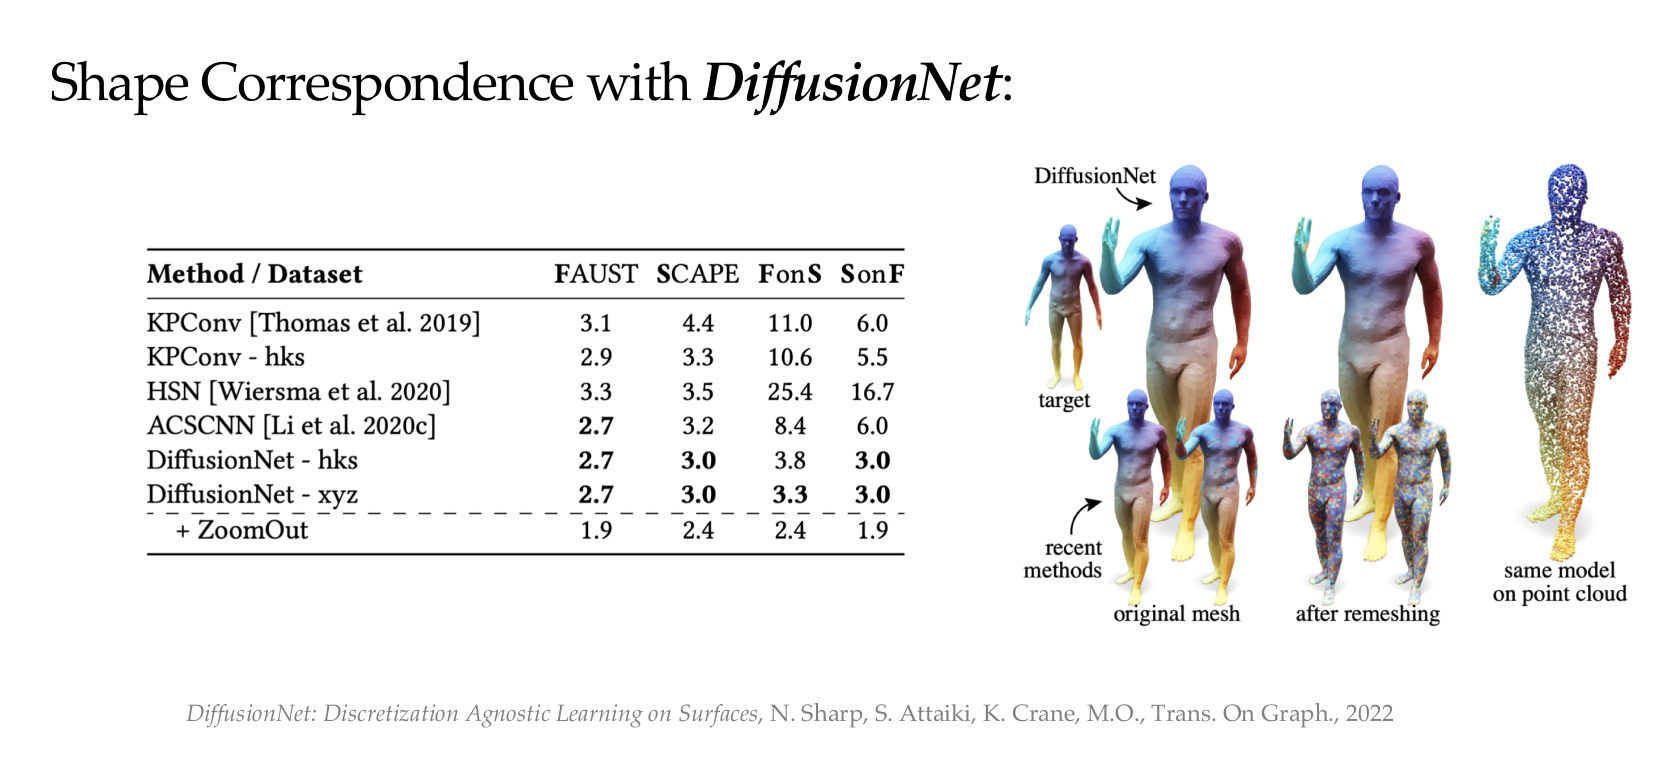 Shape Correspondence with DiffusionNet:
Method / Dataset FAUST SCAPE FonS SonF
KPConv [Thomas et al. 2019] 3.1 4.4 11.0 6.0
KPConv - hks 2.9 3.3 10.6 5.5
HSN [Wiersma et al. 2020] 3.3 3.5 25.4 16.7
ACSCNN [Li et al. 2020c] 2.7 3.2 8.4 6.0
DiffusionNet - hks 2.7 3.0 3.8 3.0
DiffusionNet - xyz 2.7 3.0 3.3 3.0
+ ZoomOut 1.9 2.4 2.4 1.9
DiffusionNet
target
recent
methods
original mesh
after remeshing
same model
on point cloud
DiffusionNet: Discretization Agnostic Learning on Surfaces, N. Sharp, S. Attaiki, K. Crane, M.O., Trans. On Graph., 2022